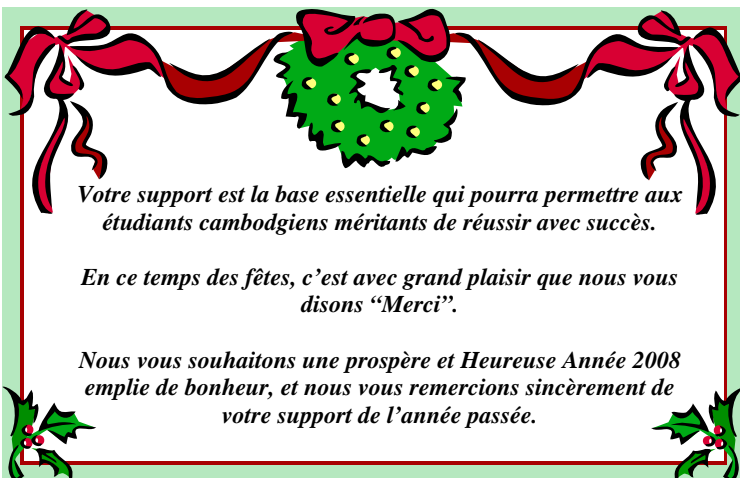 Votre support est la base essentielle qui pourra permettre aux
étudiants cambodgiens méritants de réussir avec succès.
En ce temps des fêtes, c’est avec grand plaisir que nous vous
disons “Merci”.
Nous vous souhaitons une prospère et Heureuse Année 2008
emplie de bonheur, et nous vous remercions sincèrement de
votre support de l’année passée.